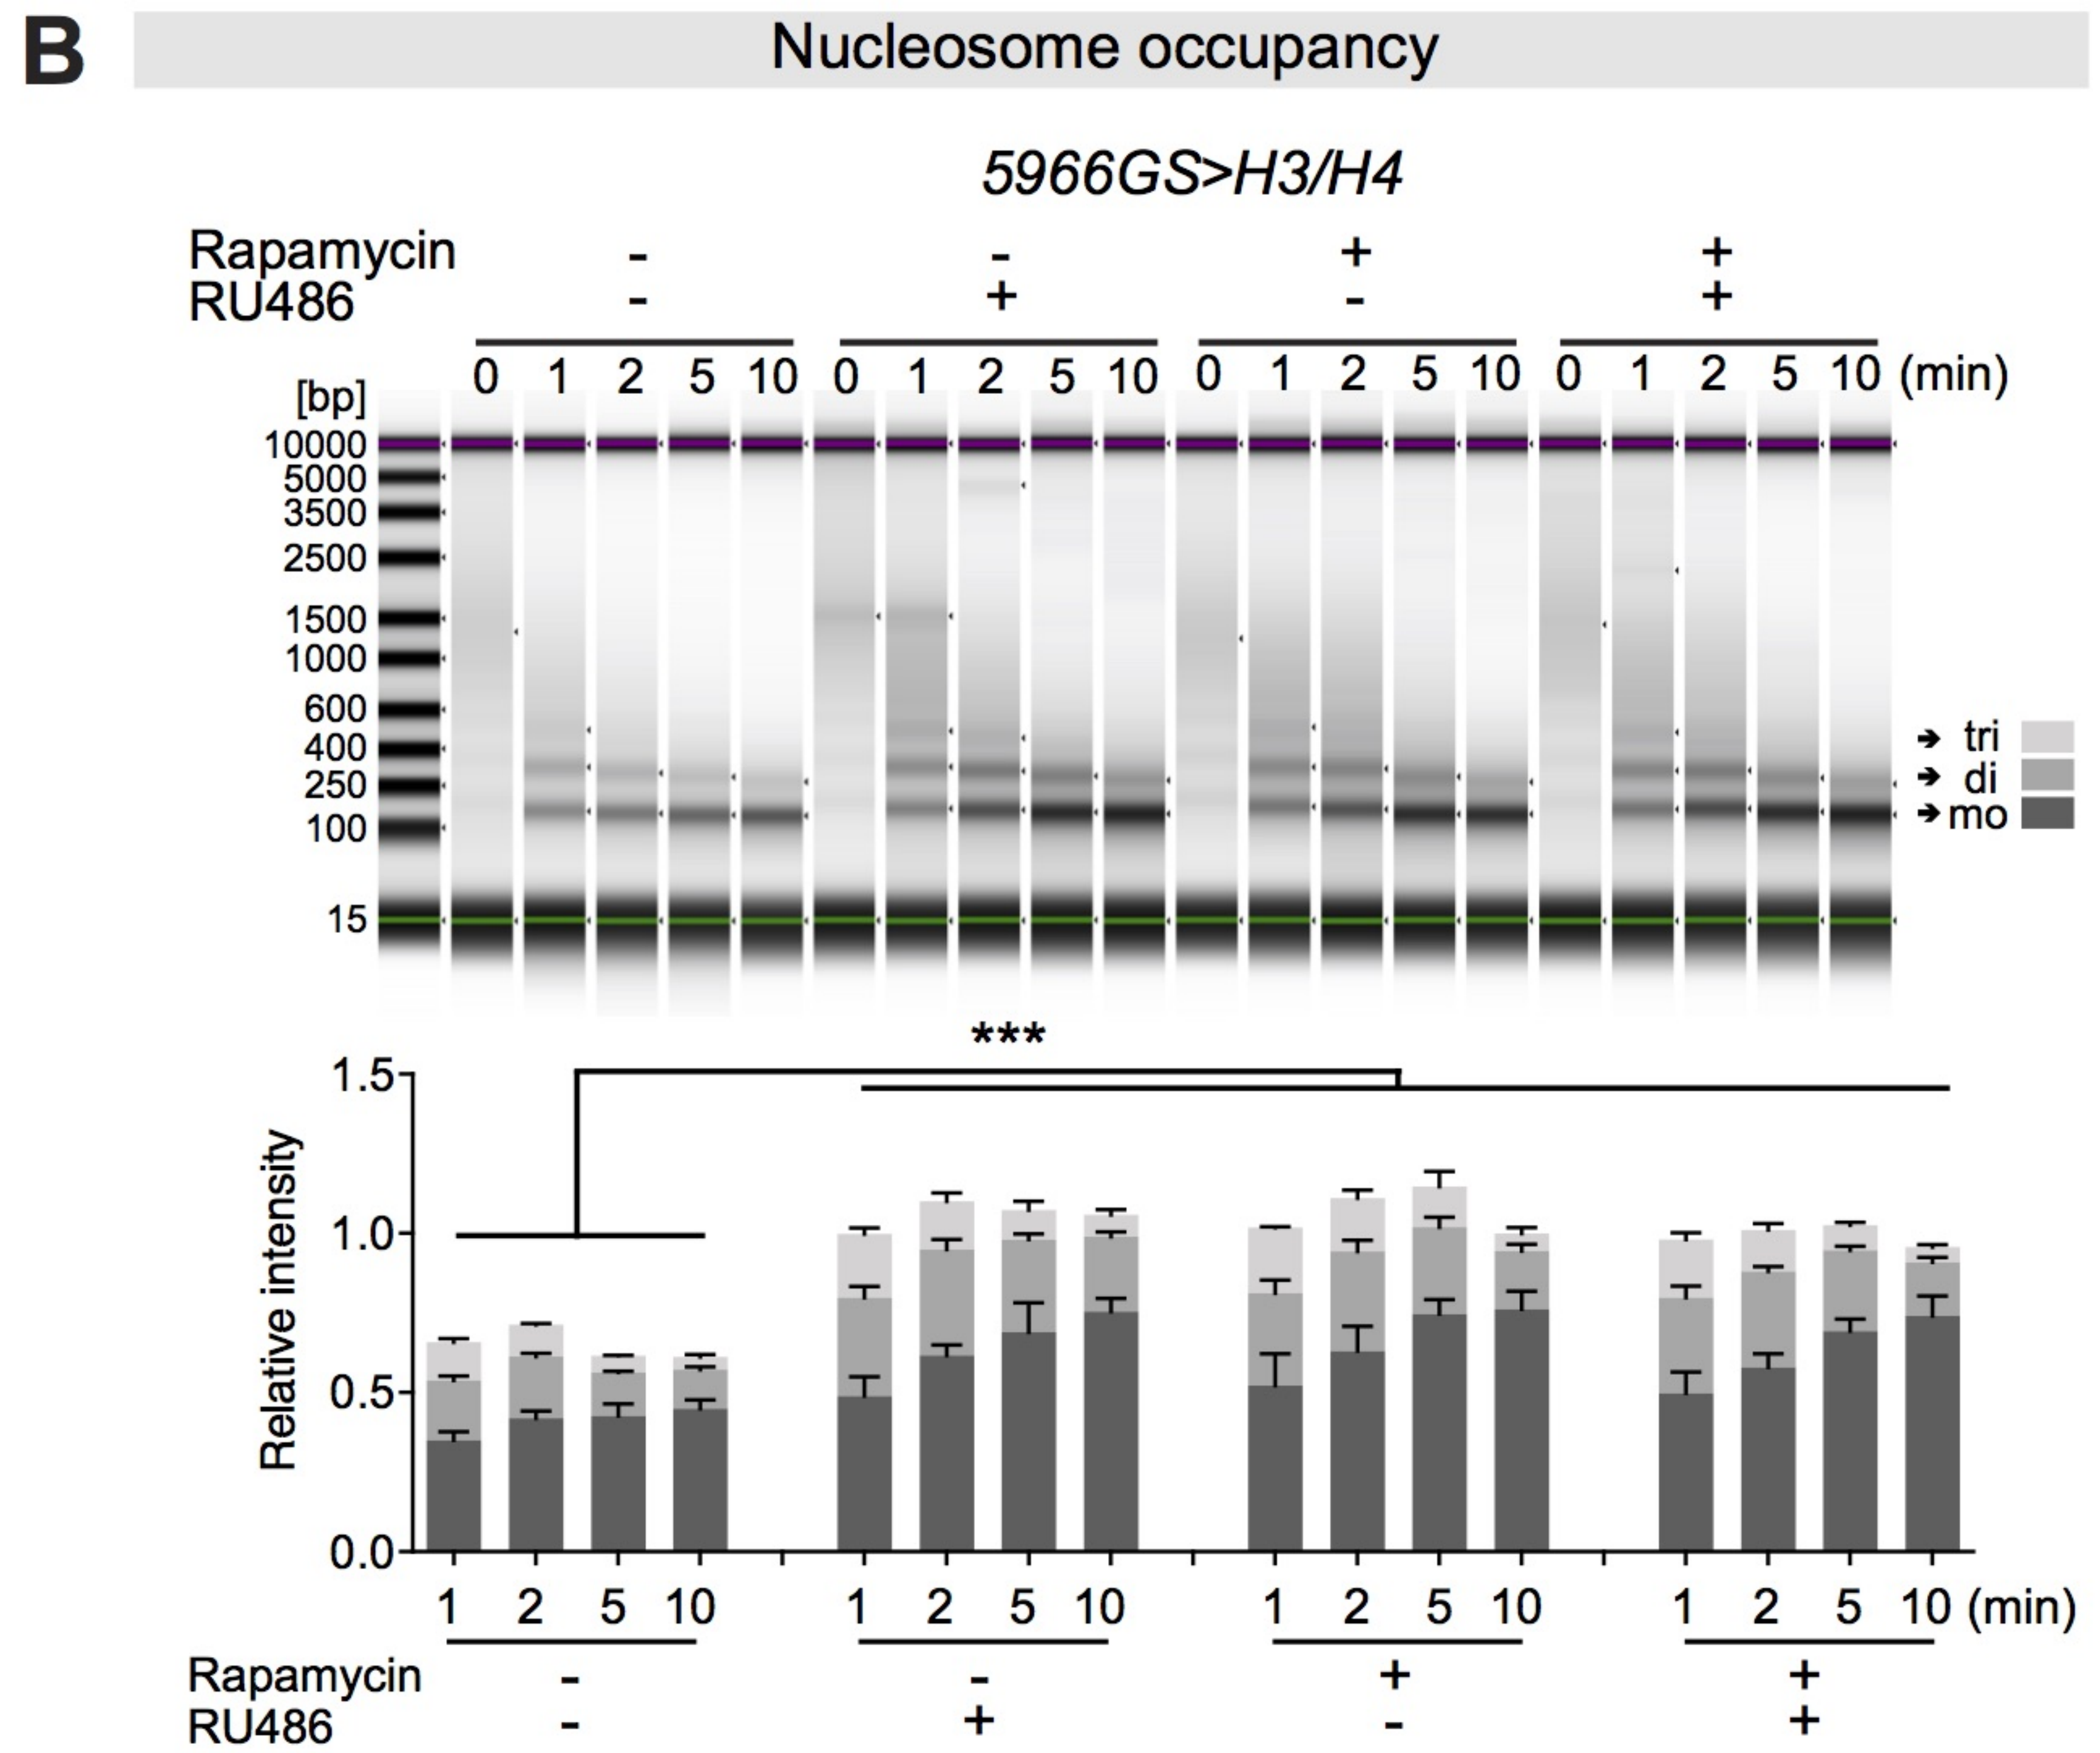 B
Nucleosome occupancy
5966GS>H3/H4
Rapamycin - - + +
RU486 - + - +
[bp] 0 1 2 5 10 0 1 2 5 10 0 1 2 5 10 0 1 2 5 10 (min)
10000
5000
3500
2500
1500
1000
600
400
250
100
15
tri
di
mo
***
Relative intensity
1.5
1.0
0.5
0.0
1 2 5 10 1 2 5 10 1 2 5 10 1 2 5 10 (min)
Rapamycin - - + +
RU486 - + - +